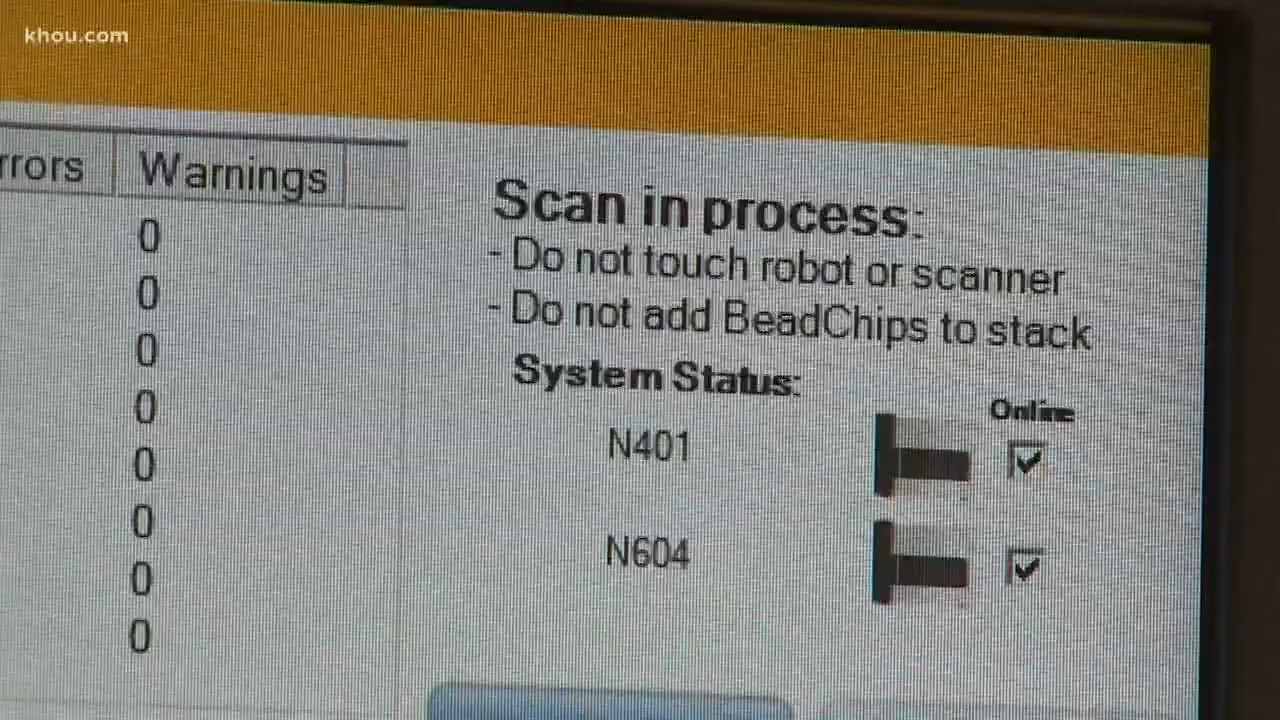 khou.com
rrors Warnings
0
0
0
0
0
0
0
0
Scan in process:
- Do not touch robot or scanner
- Do not add BeadChips to stack
System Status:
Online
N401
N604